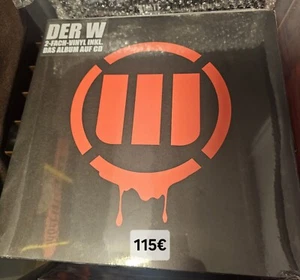 DER W
2-FACH-VINYL INKL.
DAS ALBUM AUF CD
W
115€